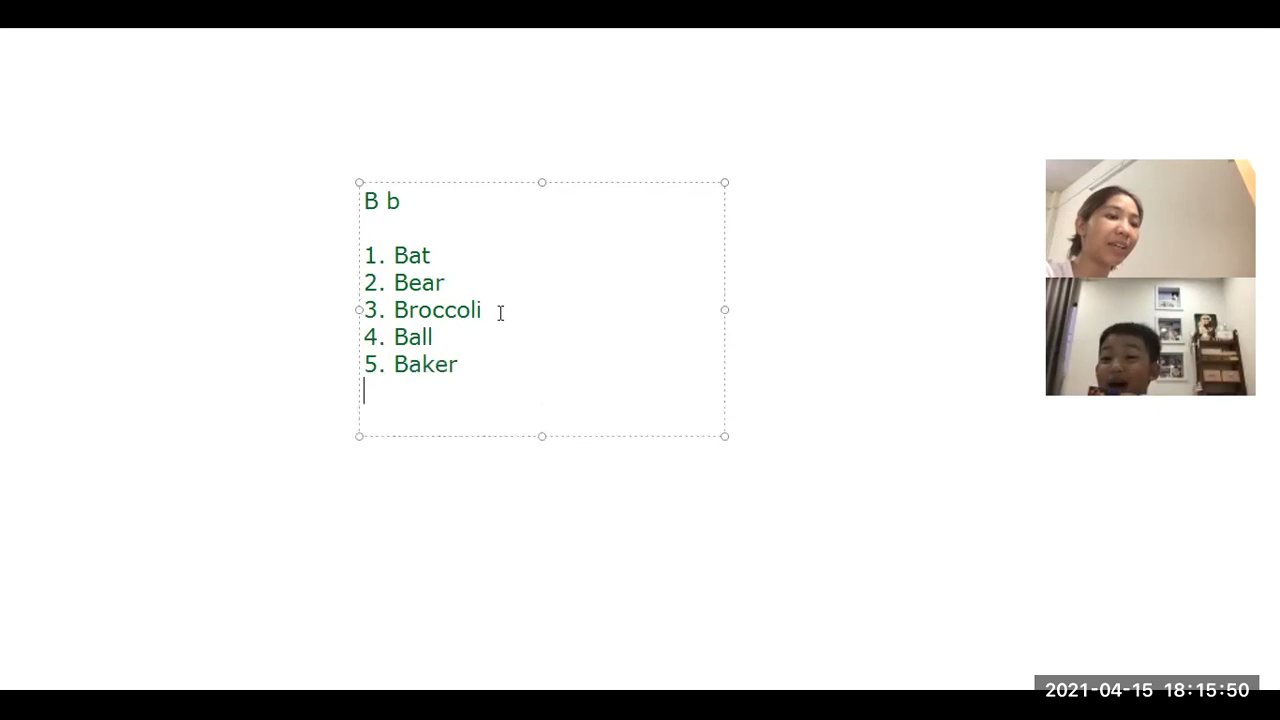 B b
1. Bat
2. Bear
3. Broccoli
4. Ball
5. Baker
2021-04-15 18:15:50